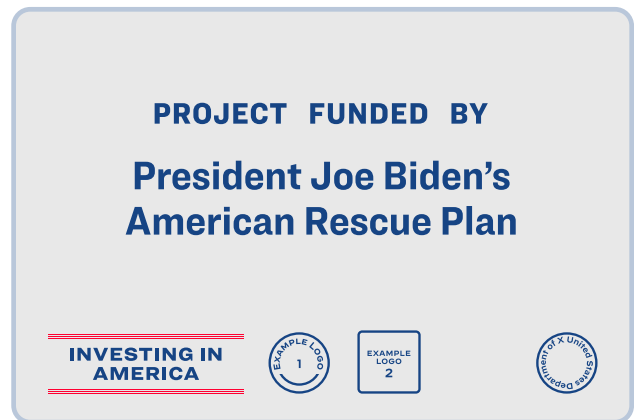 PROJECT FUNDED BY
President Joe Biden's
American Rescue Plan
INVESTING IN
AMERICA
EXAMPLE LOGO
1
EXAMPLE
LOGO
2
Department of X United States